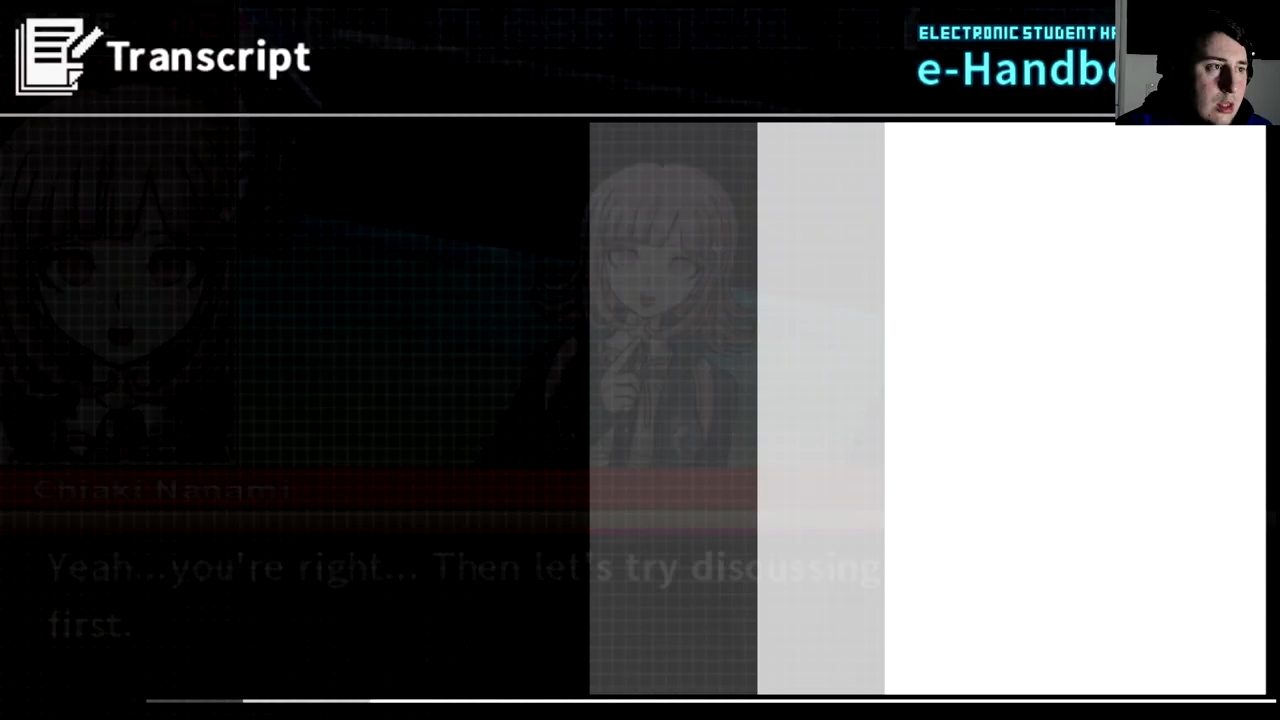 Transcript
ELECTRONIC STUDENT HA
e-Handbo
Chiaki Nanami
Yeah...you're right... Then let's try discussing
first.